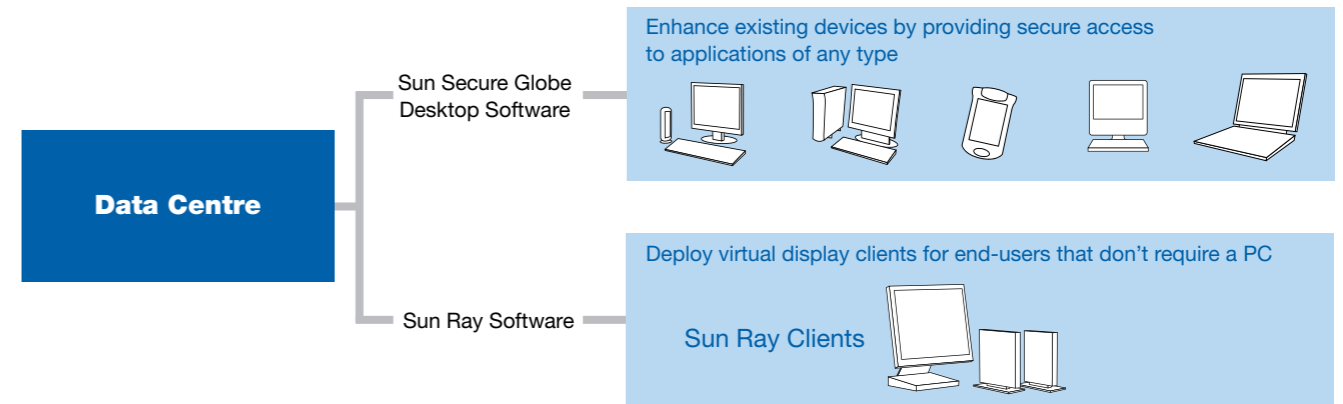 Enhance existing devices by providing secure access
to applications of any type
Sun Secure Globe
Desktop Software
Data Centre
Deploy virtual display clients for end-users that don’t require a PC
Sun Ray Software
Sun Ray Clients